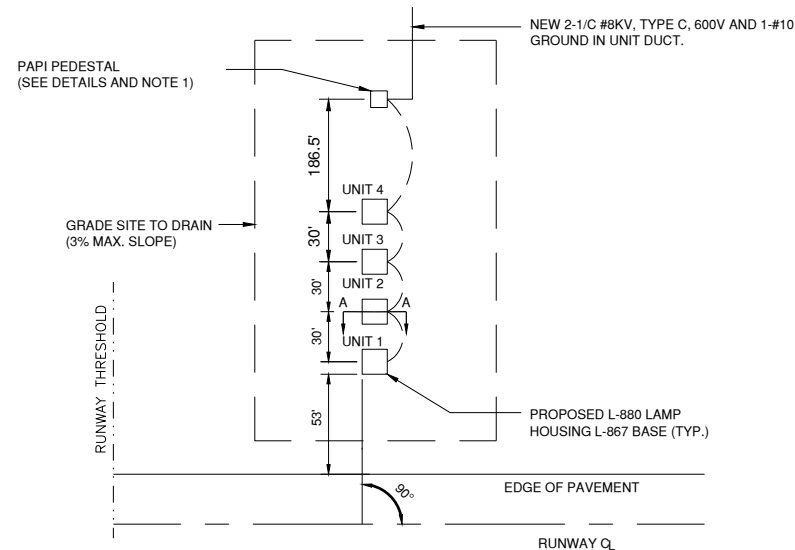 NEW 2-1/C #8KV, TYPE C, 600V AND 1-#10
GROUND IN UNIT DUCT.
PAPI PEDESTAL
(SEE DETAILS AND NOTE 1)
186.5'
UNIT 4
GRADE SITE TO DRAIN
(3% MAX. SLOPE)
30'
UNIT 3
30'
UNIT 2
A A
30'
UNIT 1
RUNWAY THRESHOLD
53'
PROPOSED L-880 LAMP
HOUSING L-867 BASE (TYP.)
90°
EDGE OF PAVEMENT
RUNWAY CL